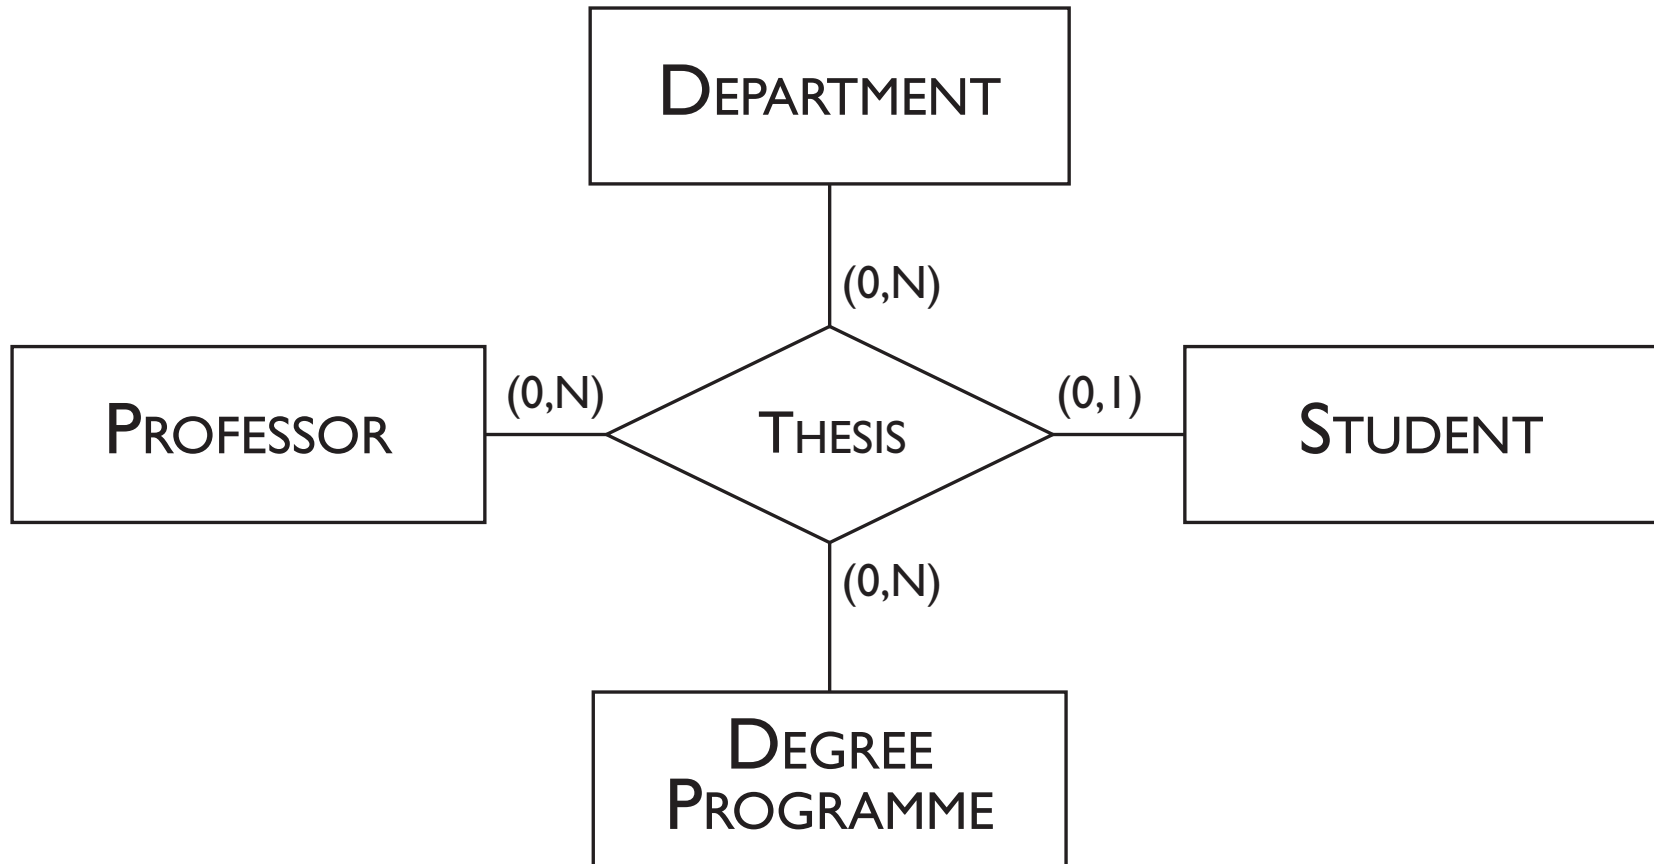 DEPARTMENT
(0,N)
PROFESSOR
(0,N)
THESIS
(0,1)
STUDENT
(0,N)
DEGREE
PROGRAMME